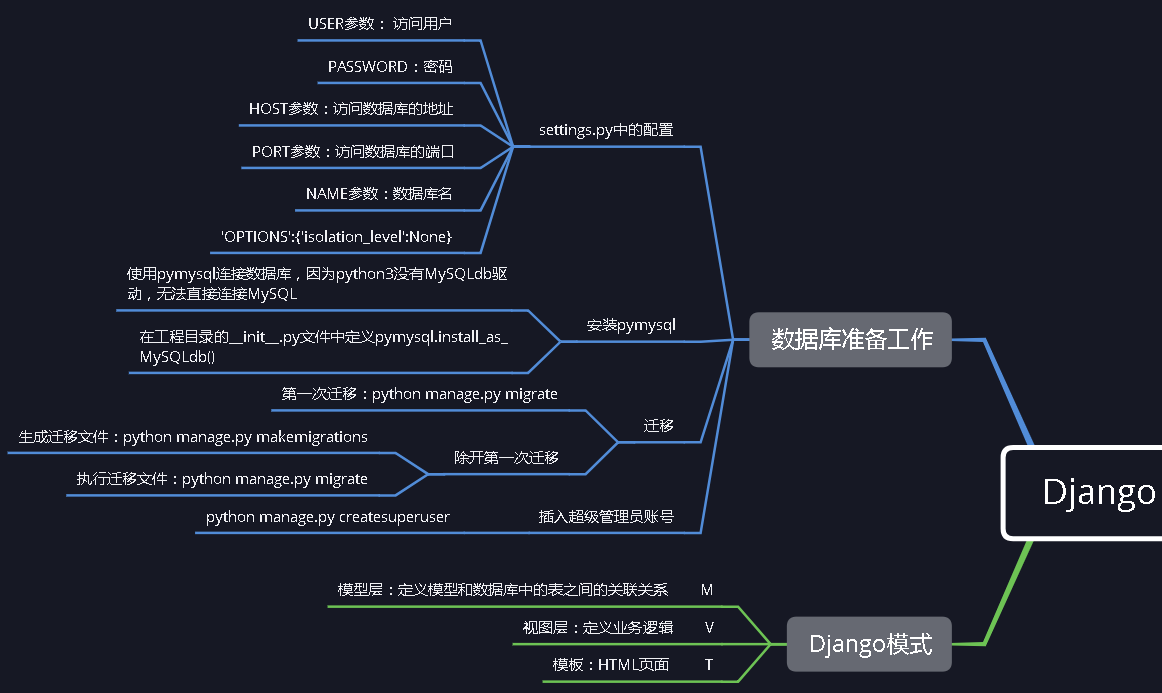 USER参数： 访问用户
PASSWORD：密码
HOST参数：访问数据库的地址
PORT参数：访问数据库的端口
NAME参数：数据库名
'OPTIONS':{'isolation_level':None}
settings.py中的配置
使用pymysql连接数据库，因为python3没有MySQLdb驱
动，无法直接连接MySQL
在工程目录的__init__.py文件中定义pymysql.install_as_
MySQLdb()
安装pymysql
第一次迁移：python manage.py migrate
生成迁移文件：python manage.py makemigrations
执行迁移文件：python manage.py migrate
除开第一次迁移
迁移
python manage.py createsuperuser
插入超级管理员账号
数据库准备工作
Django
模型层：定义模型和数据库中的表之间的关联关系 M
视图层：定义业务逻辑 V
模板：HTML页面 T
Django模式